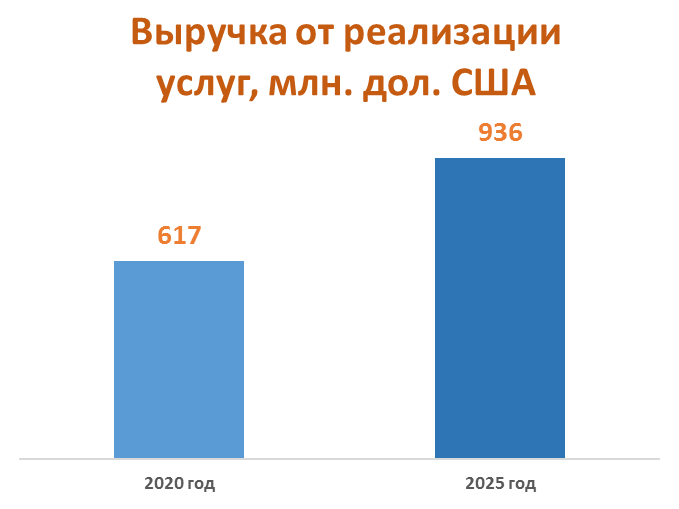 Выручка от реализации
услуг, млн. дол. США
936
617
2020 год
2025 год